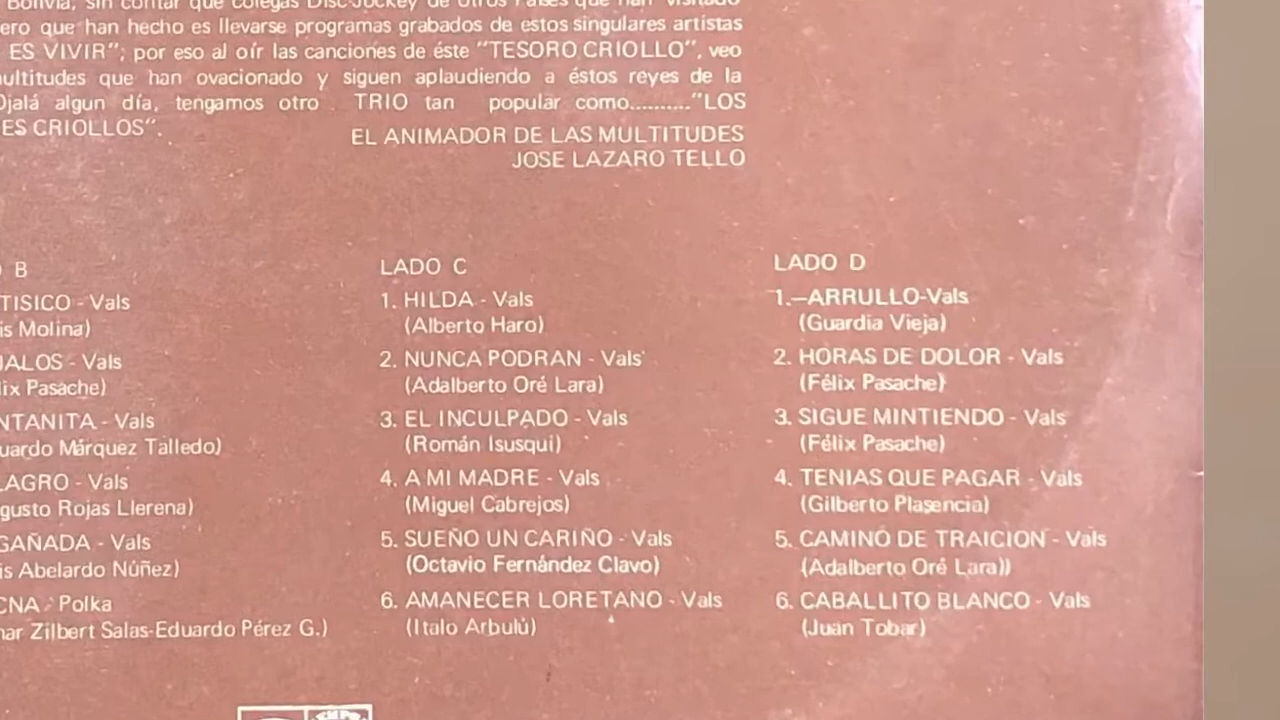 Bolivia, sin contar que colegas Disc-Jockey de otros Países que han visitado
ero que han hecho es llevarse programas grabados de estos singulares artistas
ES VIVIR"; por eso al oír las canciones de éste "TESORO CRIOLLO", veo
ultitudes que han ovacionado y siguen aplaudiendo a éstos reyes de la
Ojalá algun día, tengamos otro TRIO tan popular como.........."LOS
ES CRIOLLOS".
EL ANIMADOR DE LAS MULTITUDES
JOSE LAZARO TELLO
B
TISICO - Vals
is Molina)
JALOS - Vals
lix Pasache)
NTANITA - Vals
uardo Márquez Talledo)
LAGRO - Vals
gusto Rojas Llerena)
GAÑADA - Vals
is Abelardo Núñez)
CNA - Polka
mar Zilbert Salas-Eduardo Pérez G.)
LADO C
1. HILDA - Vals
(Alberto Haro)
2. NUNCA PODRAN - Vals
(Adalberto Oré Lara)
3. EL INCULPADO - Vals
(Román Isusqui)
4. A MI MADRE - Vals
(Miguel Cabrejos)
5. SUEÑO UN CARIÑO - Vals
(Octavio Fernández Clavo)
6. AMANECER LORETANO - Vals
(Italo Arbulú)
LADO D
1.—ARRULLO-Vals
(Guardia Vieja)
2. HORAS DE DOLOR - Vals
(Félix Pasache)
3. SIGUE MINTIENDO - Vals
(Félix Pasache)
4. TENIAS QUE PAGAR - Vals
(Gilberto Plasencia)
5. CAMINO DE TRAICION - Vals
(Adalberto Oré Lara))
6. CABALLITO BLANCO - Vals
(Juan Tobar)